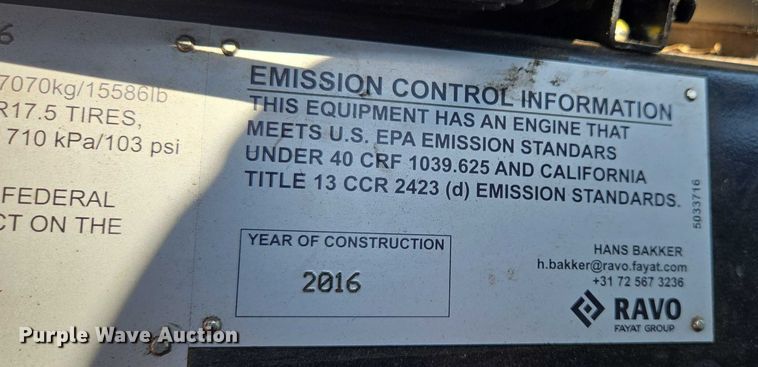 6
7070kg/15586lb
R17.5 TIRES,
710 kPa/103 psi
FEDERAL
CT ON THE
EMISSION CONTROL INFORMATION
THIS EQUIPMENT HAS AN ENGINE THAT
MEETS U.S. EPA EMISSION STANDARS
UNDER 40 CRF 1039.625 AND CALIFORNIA
TITLE 13 CCR 2423 (d) EMISSION STANDARDS.
5033716
YEAR OF CONSTRUCTION
2016
HANS BAKKER
h.bakker@ravo.fayat.com
+31 72 567 3236
RAVO
FAYAT GROUP
Purple Wave Auction